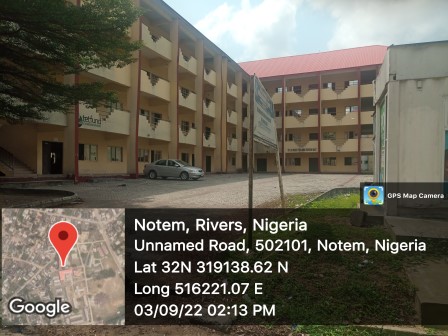 tetfund
GPS Map Camera
Notem, Rivers, Nigeria
Unnamed Road, 502101, Notem, Nigeria
Lat 32N 319138.62 N
Long 516221.07 E
03/09/22 02:13 PM
Google